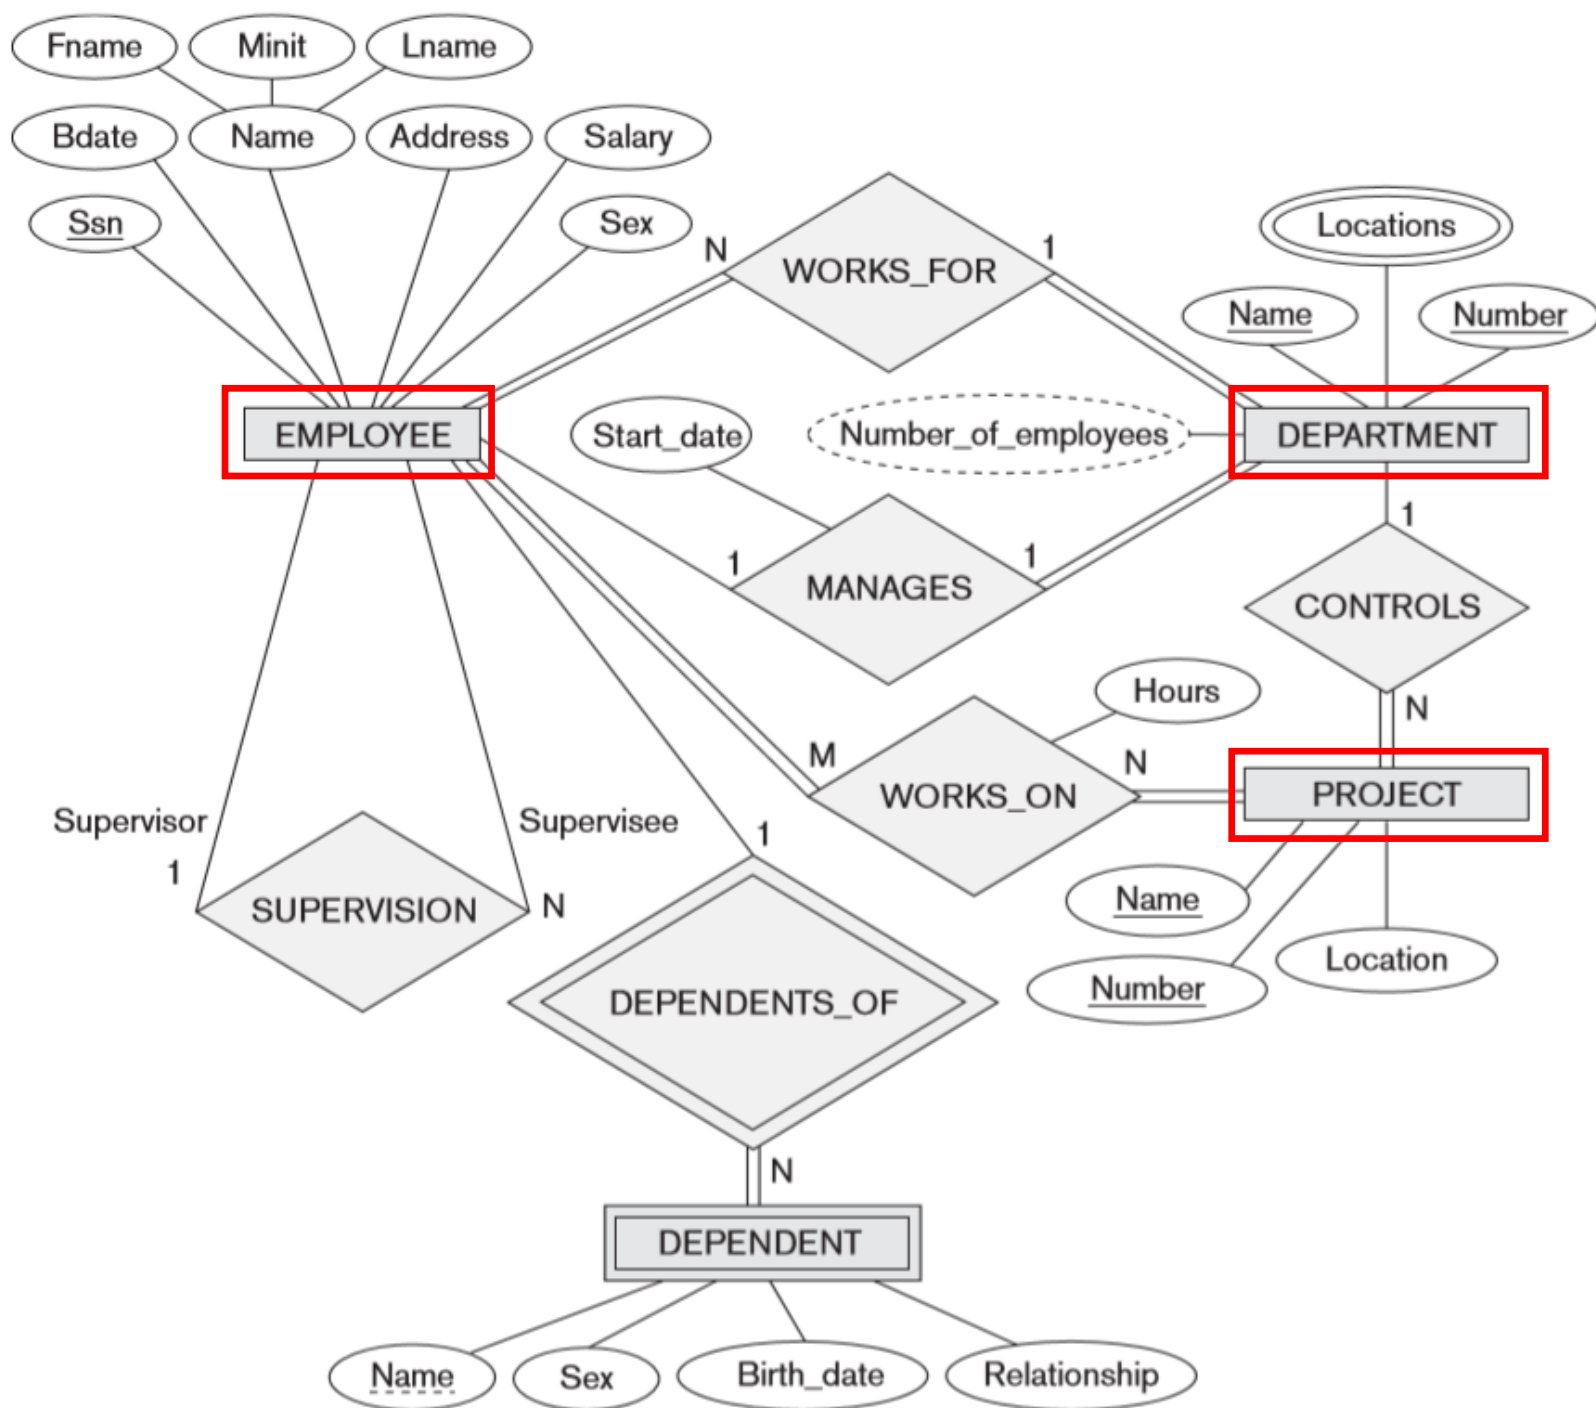 Fname
Minit
Lname
Bdate
Name
Address
Salary
Ssn
Sex
N
WORKS_FOR
1
Locations
Name
Number
EMPLOYEE
Start_date
Number_of_employees
DEPARTMENT
1
MANAGES
1
1
CONTROLS
N
Hours
M
WORKS_ON
N
PROJECT
Supervisor
1
SUPERVISION
Supervisee
N
1
Name
Number
Location
DEPENDENTS_OF
N
DEPENDENT
Name
Sex
Birth_date
Relationship